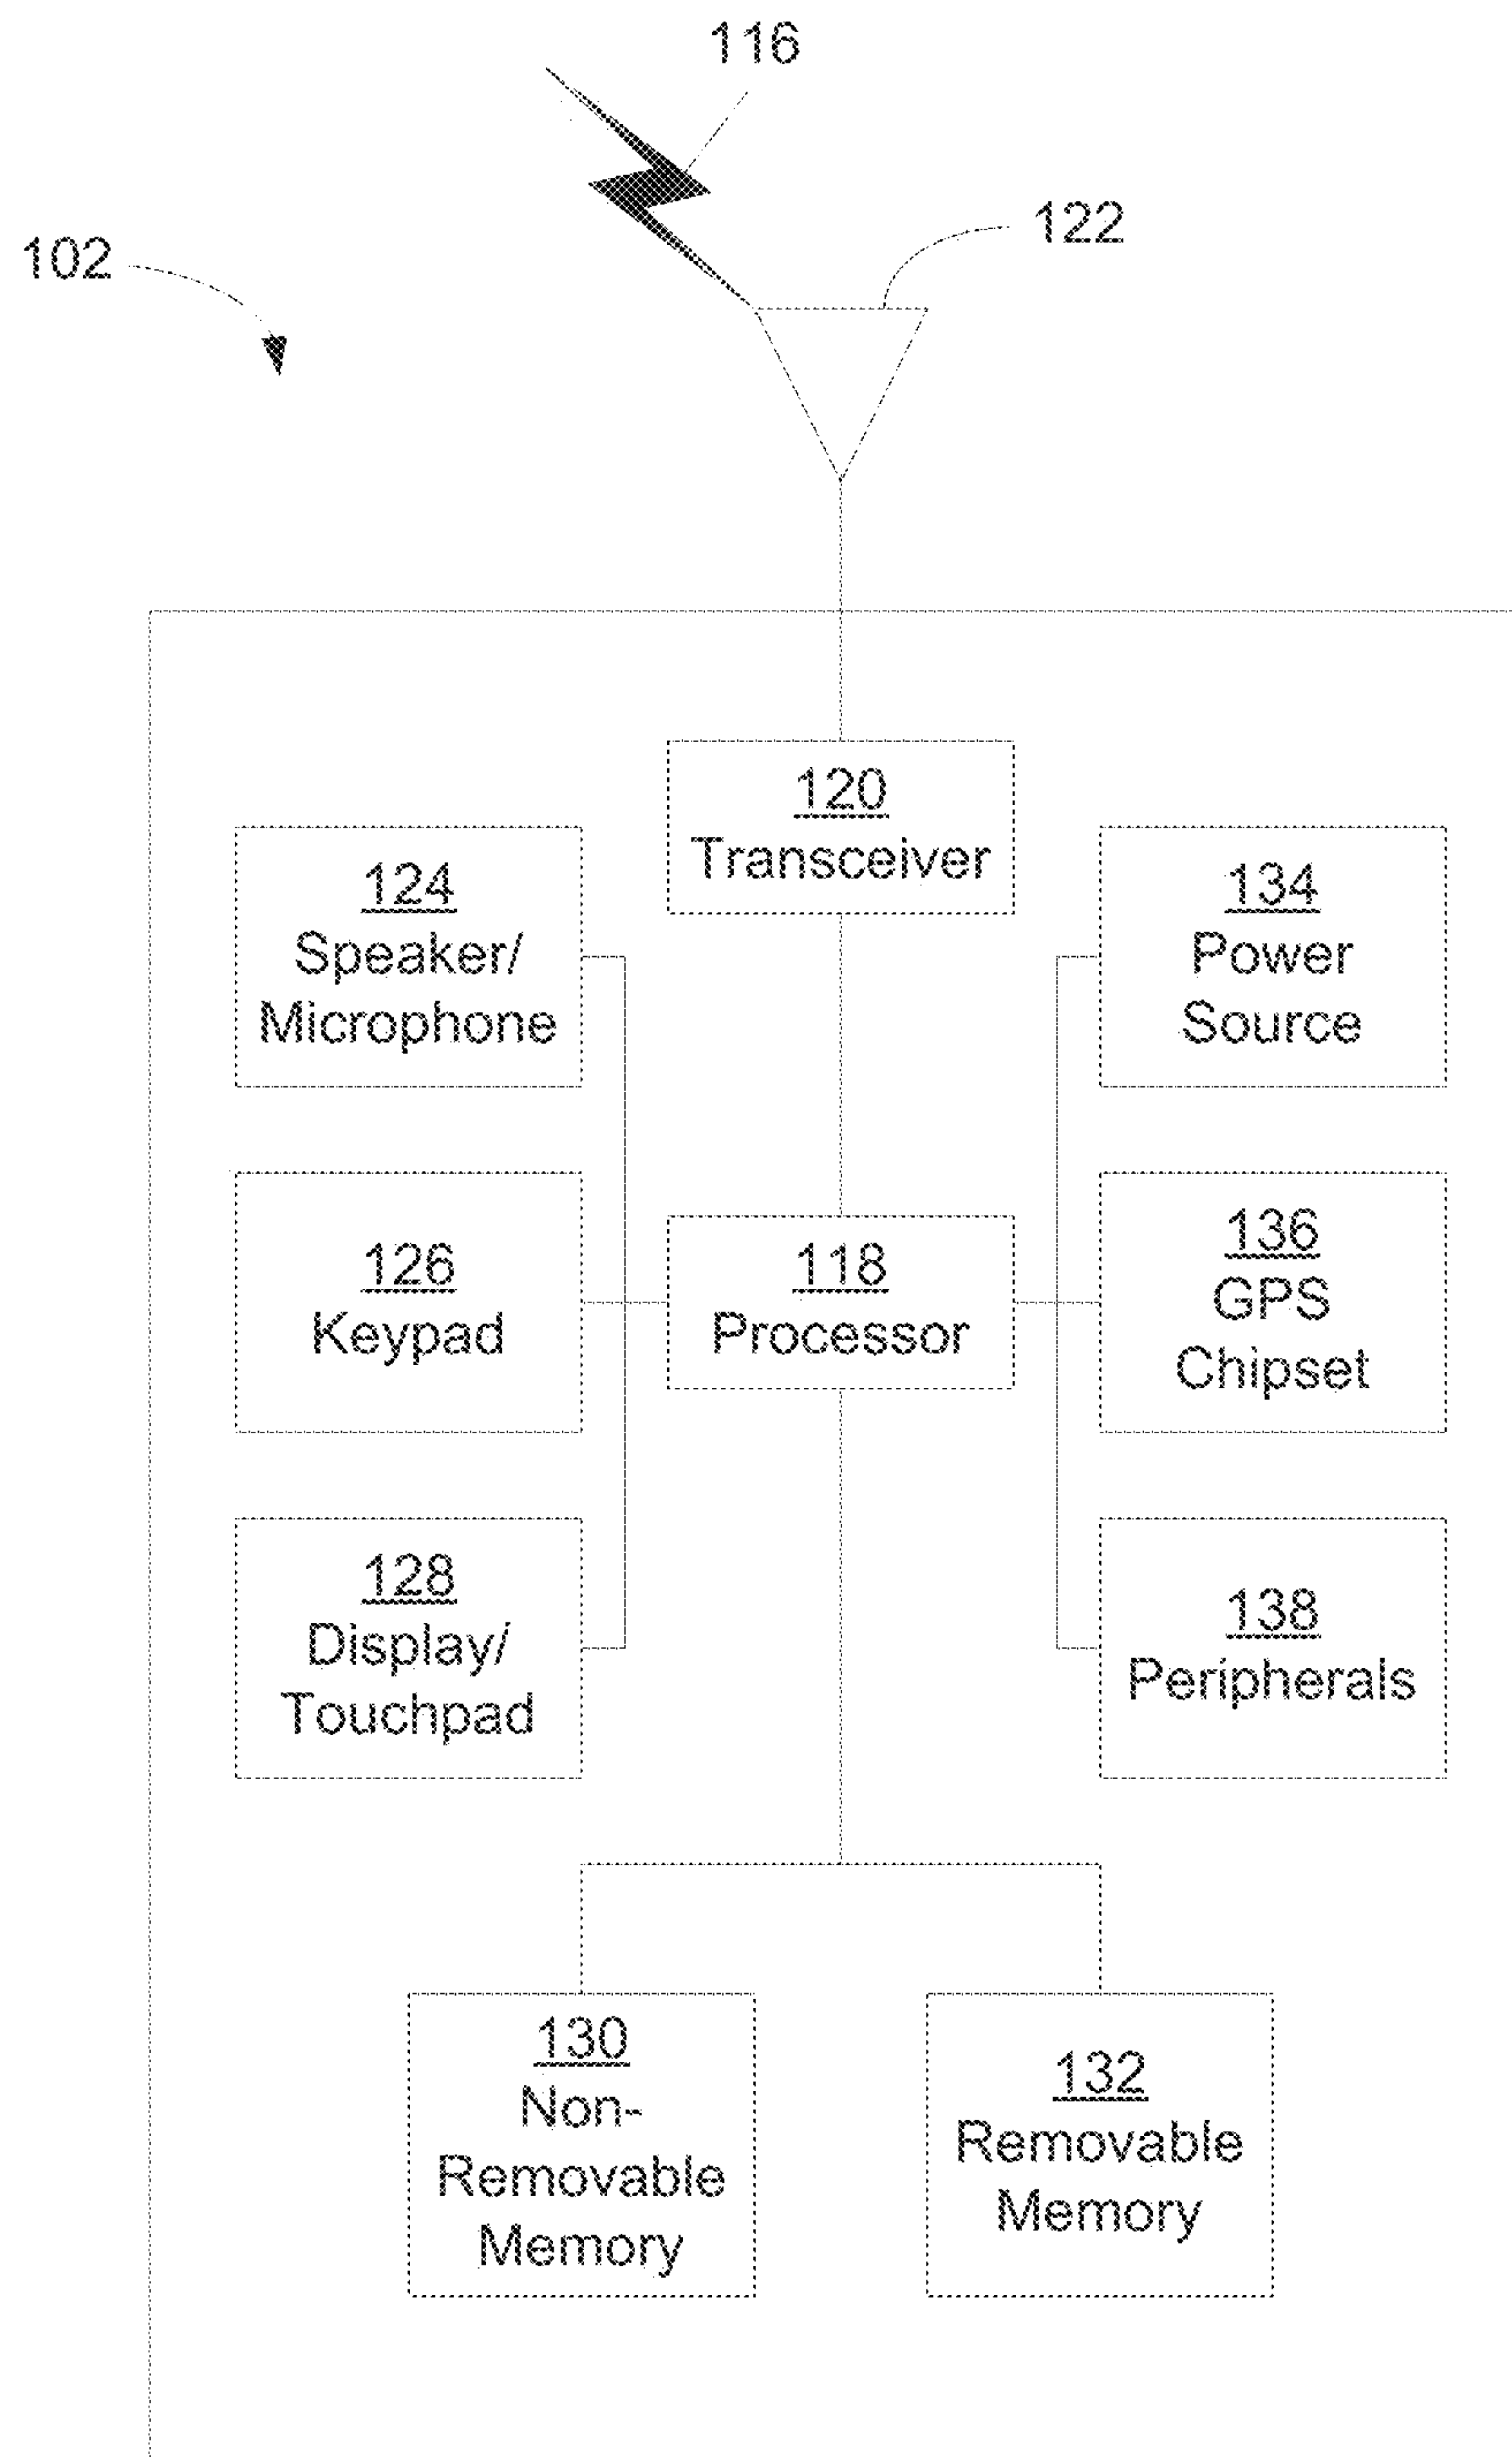 116
122
102
120
Transceiver
124
Speaker/
Microphone
134
Power
Source
126
Keypad
118
Processor
136
GPS
Chipset
128
Display/
Touchpad
138
Peripherals
130
Non-
Removable
Memory
132
Removable
Memory